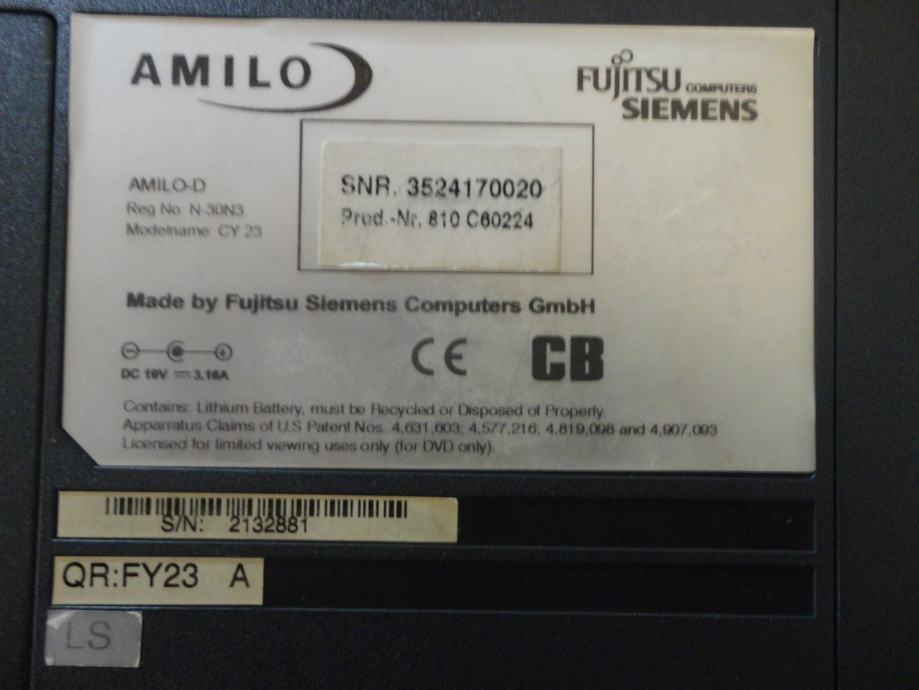 AMILO
FUJITSU COMPUTERS
SIEMENS
AMILO-D
Reg No. N-30N3
Modelname: CY 23
SNR. 3524170020
Prod.-Nr. 810 C60224
Made by Fujitsu Siemens Computers GmbH
DC 19V 3.16A
CE CB
Contains: Lithium Battery, must be Recycled or Disposed of Properly.
Apparratus Claims of U.S Patent Nos. 4,631,603; 4,577,216; 4,819,098 and 4,907,093
Licensed for limited viewing uses only (for DVD only).
S/N: 2132881
QR:FY23 A
LS